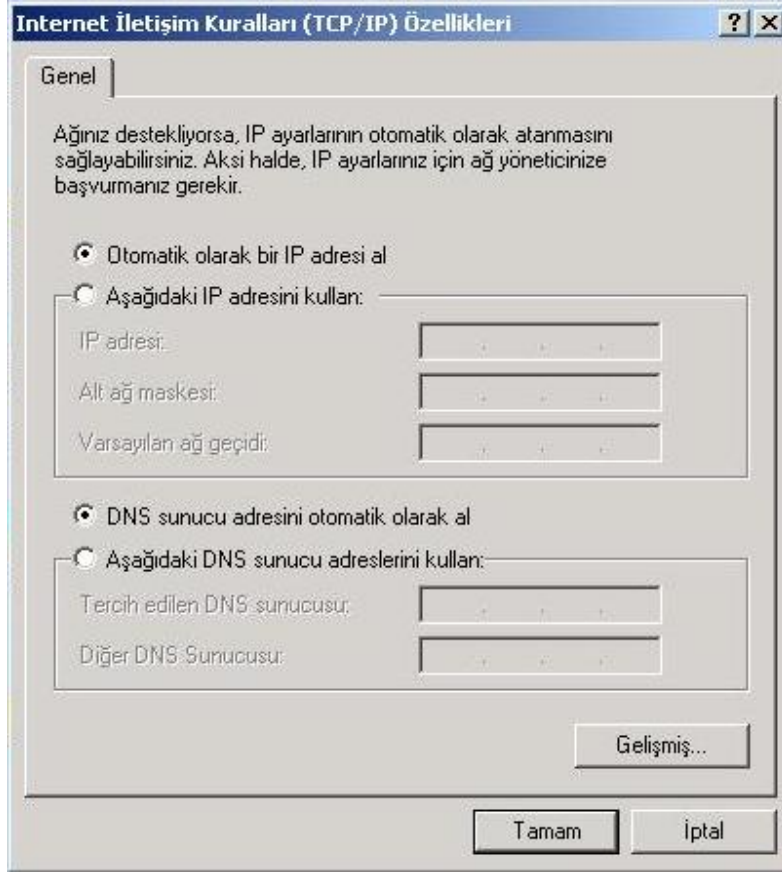 Internet İletişim Kuralları (TCP/IP) Özellikleri
Genel
Ağınız destekliyorsa, IP ayarlarının otomatik olarak atanmasını
sağlayabilirsiniz. Aksi halde, IP ayarlarınız için ağ yöneticinize
başvurmanız gerekir.
Otomatik olarak bir IP adresi al
Aşağıdaki IP adresini kullan:
IP adresi:
Alt ağ maskesi:
Varsayılan ağ geçidi:
DNS sunucu adresini otomatik olarak al
Aşağıdaki DNS sunucu adreslerini kullan:
Tercih edilen DNS sunucusu:
Diğer DNS Sunucusu:
Gelişmiş...
Tamam
İptal